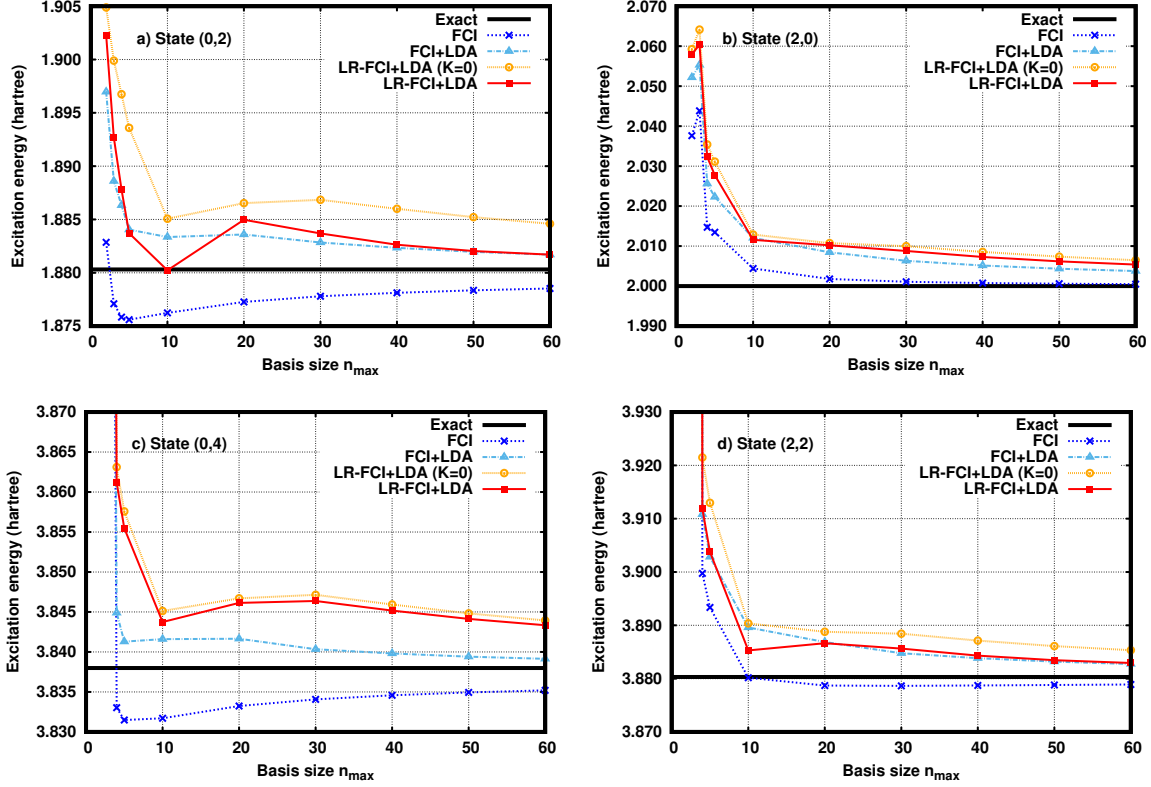 Excitation energy (hartree)
1.905
1.900
1.895
1.890
1.885
1.880
1.875
a) State (0,2)
Exact
FCI
FCI+LDA
LR-FCI+LDA (K=0)
LR-FCI+LDA
0 10 20 30 40 50 60
Basis size nmax
Excitation energy (hartree)
2.070
2.060
2.050
2.040
2.030
2.020
2.010
2.000
1.990
b) State (2,0)
Exact
FCI
FCI+LDA
LR-FCI+LDA (K=0)
LR-FCI+LDA
0 10 20 30 40 50 60
Basis size nmax
Excitation energy (hartree)
3.870
3.865
3.860
3.855
3.850
3.845
3.840
3.835
3.830
c) State (0,4)
Exact
FCI
FCI+LDA
LR-FCI+LDA (K=0)
LR-FCI+LDA
0 10 20 30 40 50 60
Basis size nmax
Excitation energy (hartree)
3.930
3.920
3.910
3.900
3.890
3.880
3.870
d) State (2,2)
Exact
FCI
FCI+LDA
LR-FCI+LDA (K=0)
LR-FCI+LDA
0 10 20 30 40 50 60
Basis size nmax